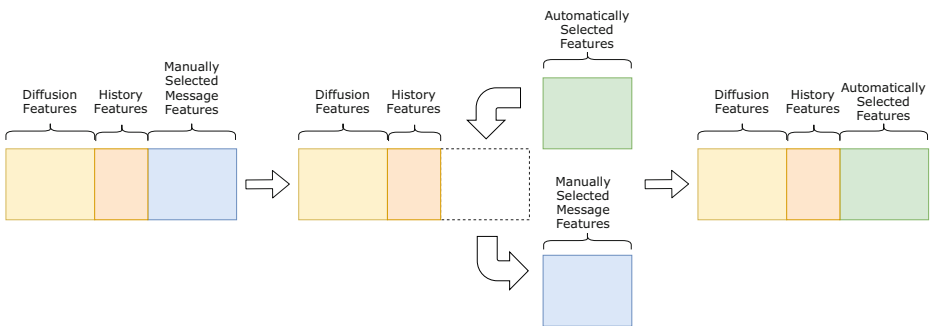 Diffusion
Features
History
Features
Manually
Selected
Message
Features
Diffusion
Features
History
Features
Automatically
Selected
Features
Manually
Selected
Message
Features
Diffusion
Features
History
Features
Automatically
Selected
Features